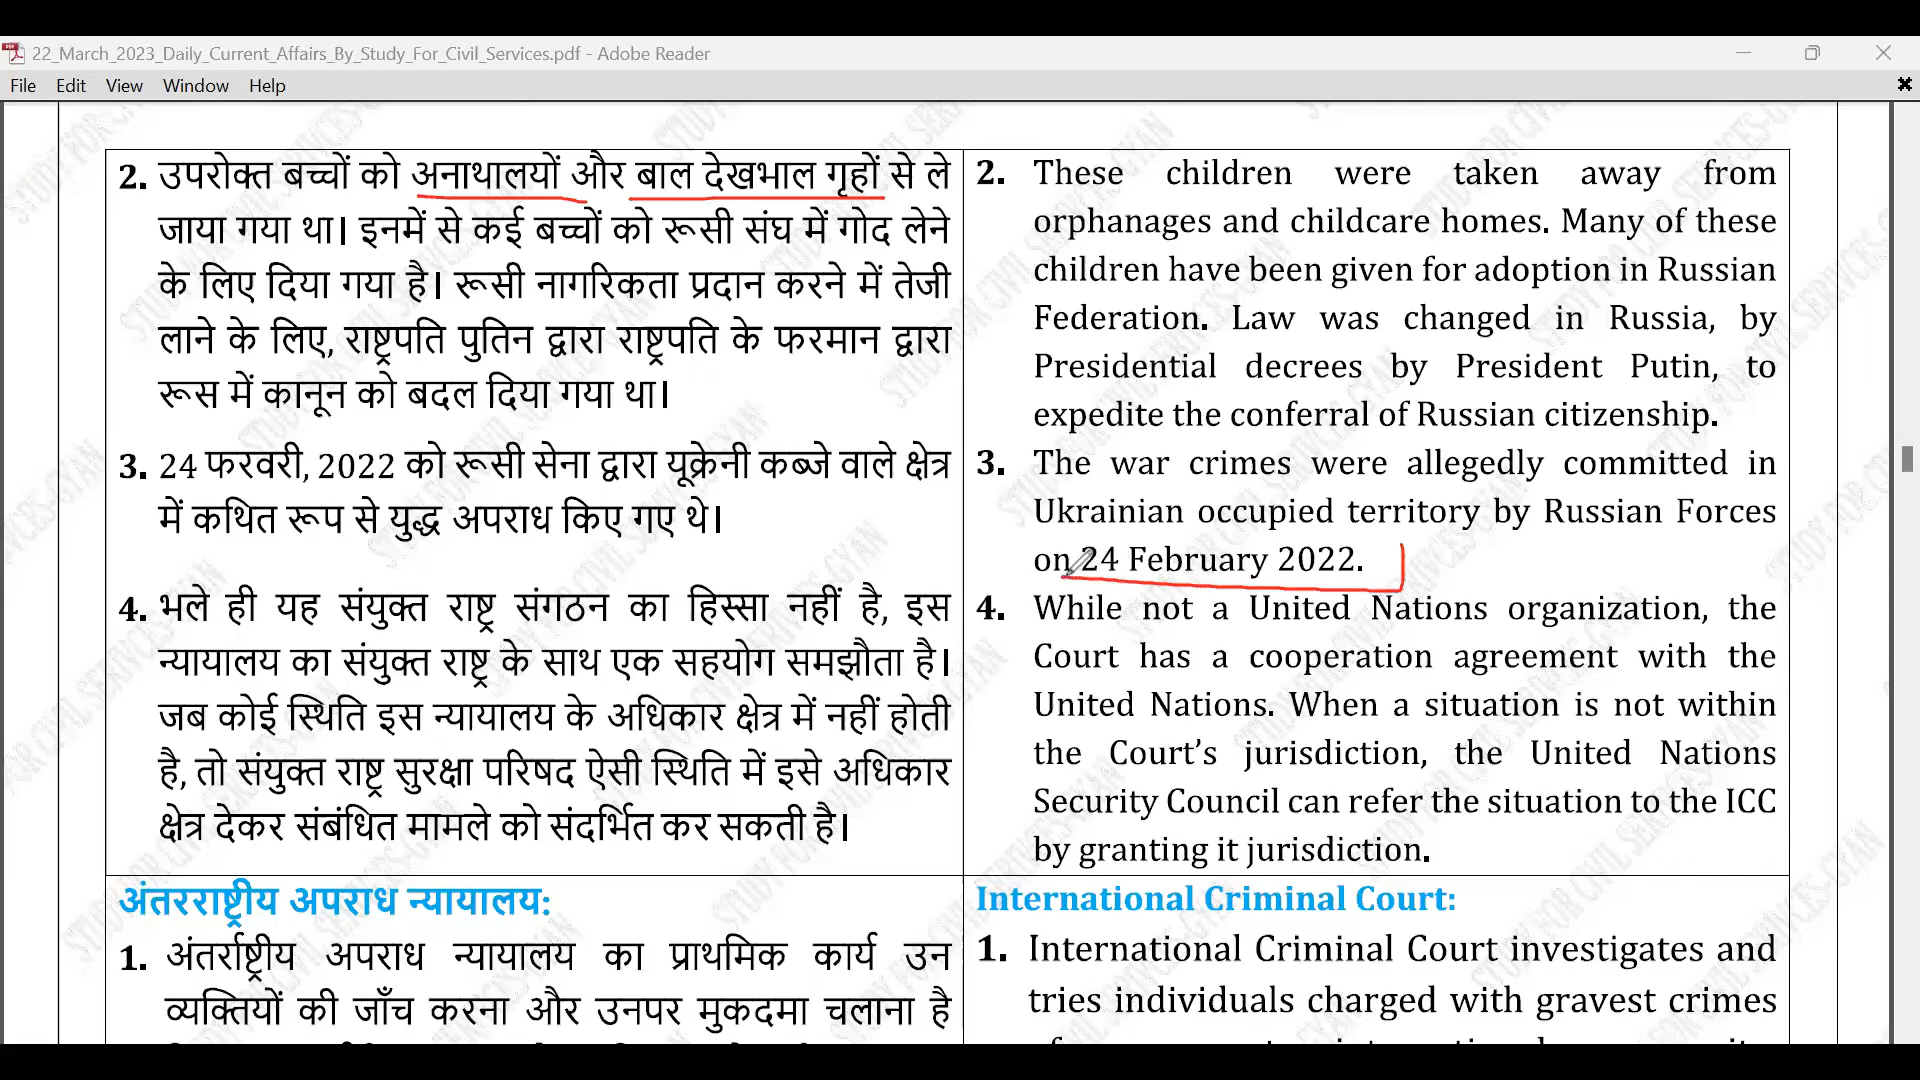 22_March_2023_Daily_Current_Affairs_By_Study_For_Civil_Services.pdf - Adobe Reader
File Edit View Window Help
2. उपरोक्त बच्चों को अनाथालयों और बाल देखभाल गृहों से ले
जाया गया था। इनमें से कई बच्चों को रूसी संघ में गोद लेने
के लिए दिया गया है। रूसी नागरिकता प्रदान करने में तेजी
लाने के लिए, राष्ट्रपति पुतिन द्वारा राष्ट्रपति के फरमान द्वारा
रूस में कानून को बदल दिया गया था।
3. 24 फरवरी, 2022 को रूसी सेना द्वारा यूक्रेनी कब्जे वाले क्षेत्र
में कथित रूप से युद्ध अपराध किए गए थे।
4. भले ही यह संयुक्त राष्ट्र संगठन का हिस्सा नहीं है, इस
न्यायालय का संयुक्त राष्ट्र के साथ एक सहयोग समझौता है।
जब कोई स्थिति इस न्यायालय के अधिकार क्षेत्र में नहीं होती
है, तो संयुक्त राष्ट्र सुरक्षा परिषद ऐसी स्थिति में इसे अधिकार
क्षेत्र देकर संबंधित मामले को संदर्भित कर सकती है।
2. These children were taken away from
orphanages and childcare homes. Many of these
children have been given for adoption in Russian
Federation. Law was changed in Russia, by
Presidential decrees by President Putin, to
expedite the conferral of Russian citizenship.
3. The war crimes were allegedly committed in
Ukrainian occupied territory by Russian Forces
on 24 February 2022.
4. While not a United Nations organization, the
Court has a cooperation agreement with the
United Nations. When a situation is not within
the Court’s jurisdiction, the United Nations
Security Council can refer the situation to the ICC
by granting it jurisdiction.
अंतरराष्ट्रीय अपराध न्यायालय:
1. अंतर्राष्ट्रीय अपराध न्यायालय का प्राथमिक कार्य उन
व्यक्तियों की जाँच करना और उनपर मुकदमा चलाना है
International Criminal Court:
1. International Criminal Court investigates and
tries individuals charged with gravest crimes